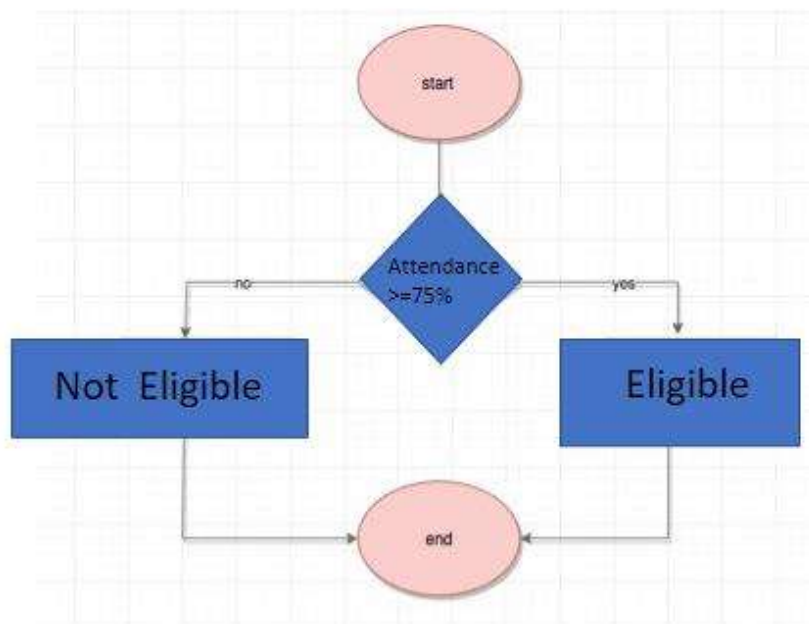 start
Attendance
>=75%
no
yes
Not Eligible
Eligible
end